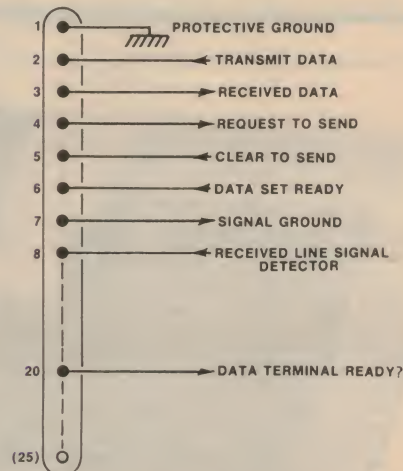 1 PROTECTIVE GROUND
2 TRANSMIT DATA
3 RECEIVED DATA
4 REQUEST TO SEND
5 CLEAR TO SEND
6 DATA SET READY
7 SIGNAL GROUND
8 RECEIVED LINE SIGNAL
DETECTOR
20 DATA TERMINAL READY?
(25)